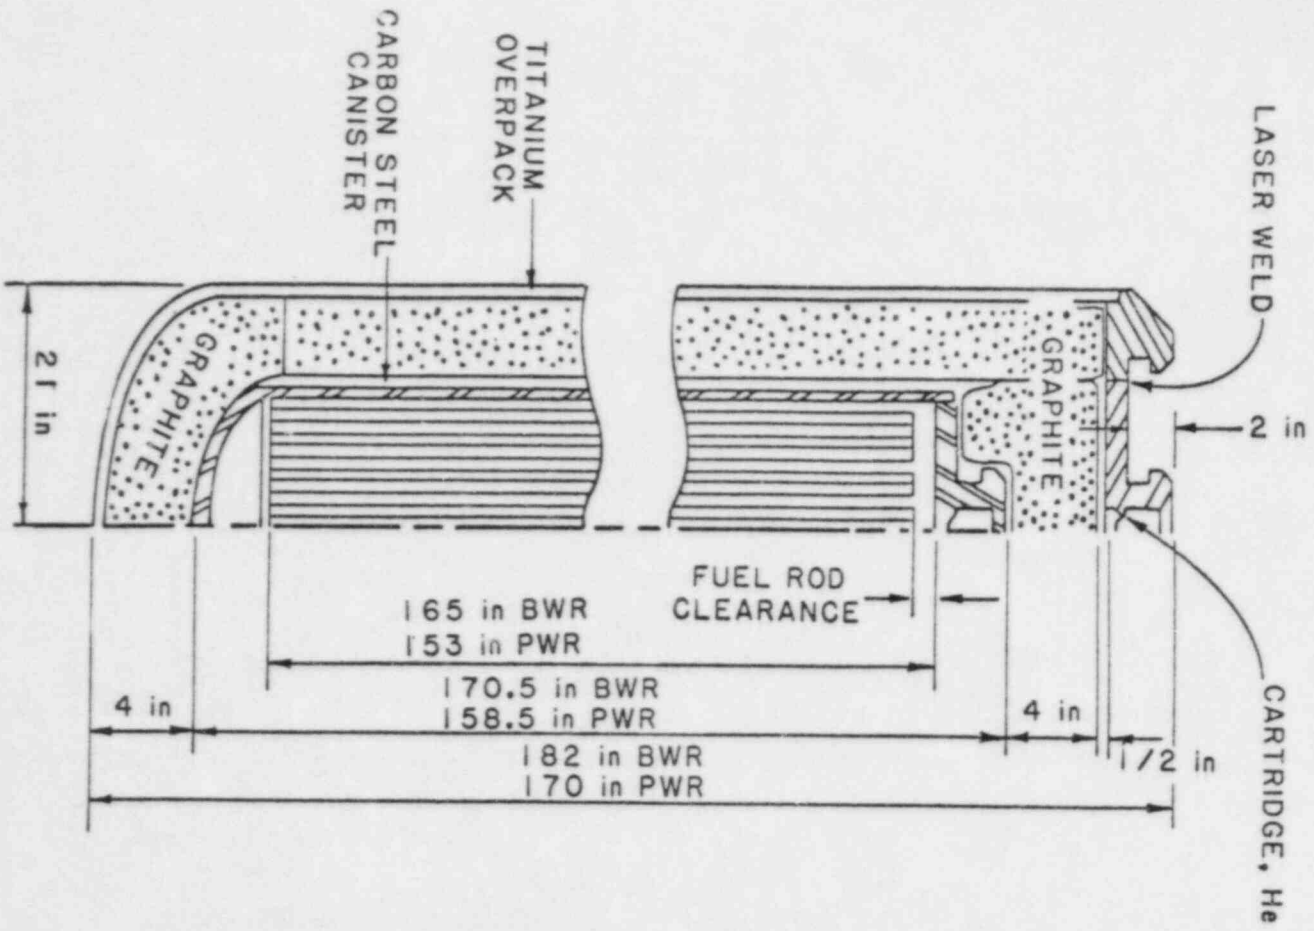 TITANIUM
OVERPACK
CARBON STEEL
CANISTER
LASER WELD
GRAPHITE
GRAPHITE
21 in
2 in
FUEL ROD
CLEARANCE
165 in BWR
153 in PWR
170.5 in BWR
158.5 in PWR
4 in
4 in
1/2 in
182 in BWR
170 in PWR
CARTRIDGE, He